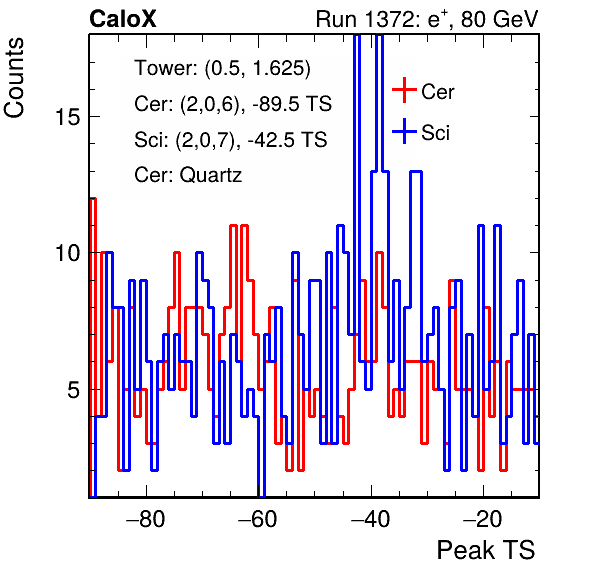 CaloX Run 1372: e⁺, 80 GeV
Counts
Tower: (0.5, 1.625)
Cer: (2,0,6), -89.5 TS
Sci: (2,0,7), -42.5 TS
Cer: Quartz
Cer
Sci
15
10
5
−80 −60 −40 −20
Peak TS